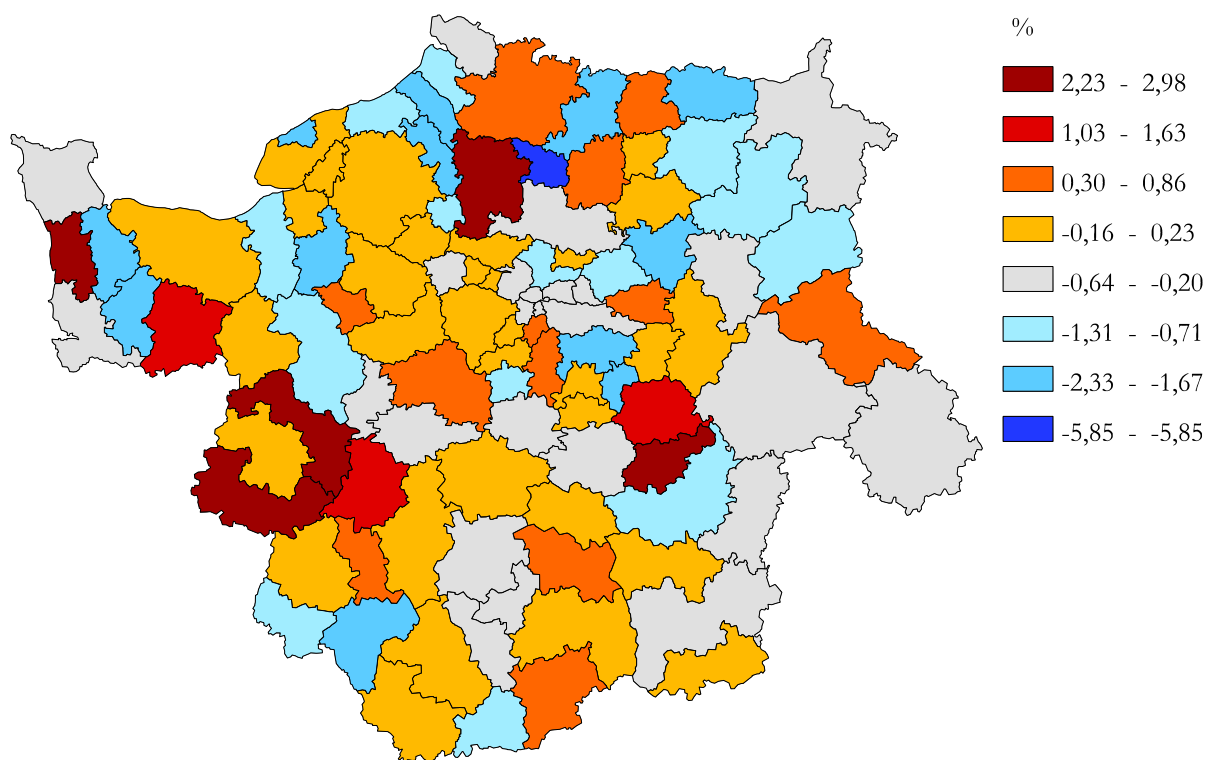 %
2,23 - 2,98
1,03 - 1,63
0,30 - 0,86
-0,16 - 0,23
-0,64 - -0,20
-1,31 - -0,71
-2,33 - -1,67
-5,85 - -5,85